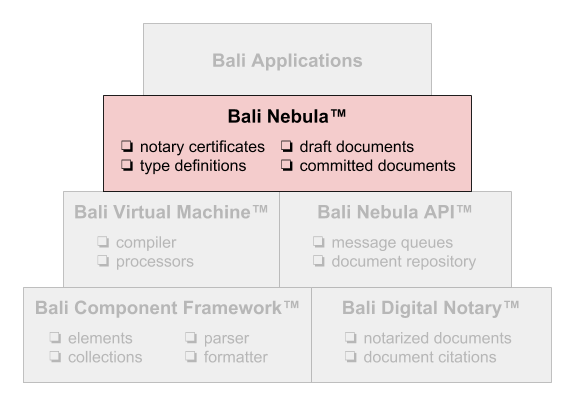 Bali Applications
Bali Nebula™
❏ notary certificates ❏ draft documents
❏ type definitions ❏ committed documents
Bali Virtual Machine™
❏ compiler
❏ processors
Bali Nebula API™
❏ message queues
❏ document repository
Bali Component Framework™
❏ elements ❏ parser
❏ collections ❏ formatter
Bali Digital Notary™
❏ notarized documents
❏ document citations